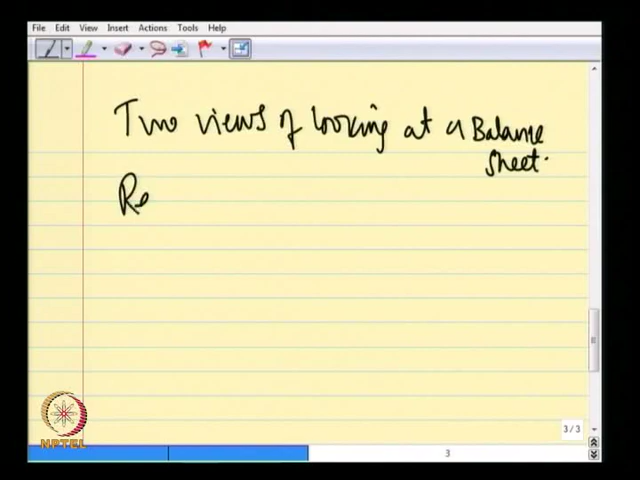 File Edit View Insert Actions Tools Help
Two views of looking at a Balance
sheet.
Re
3/3
NPTEL
3